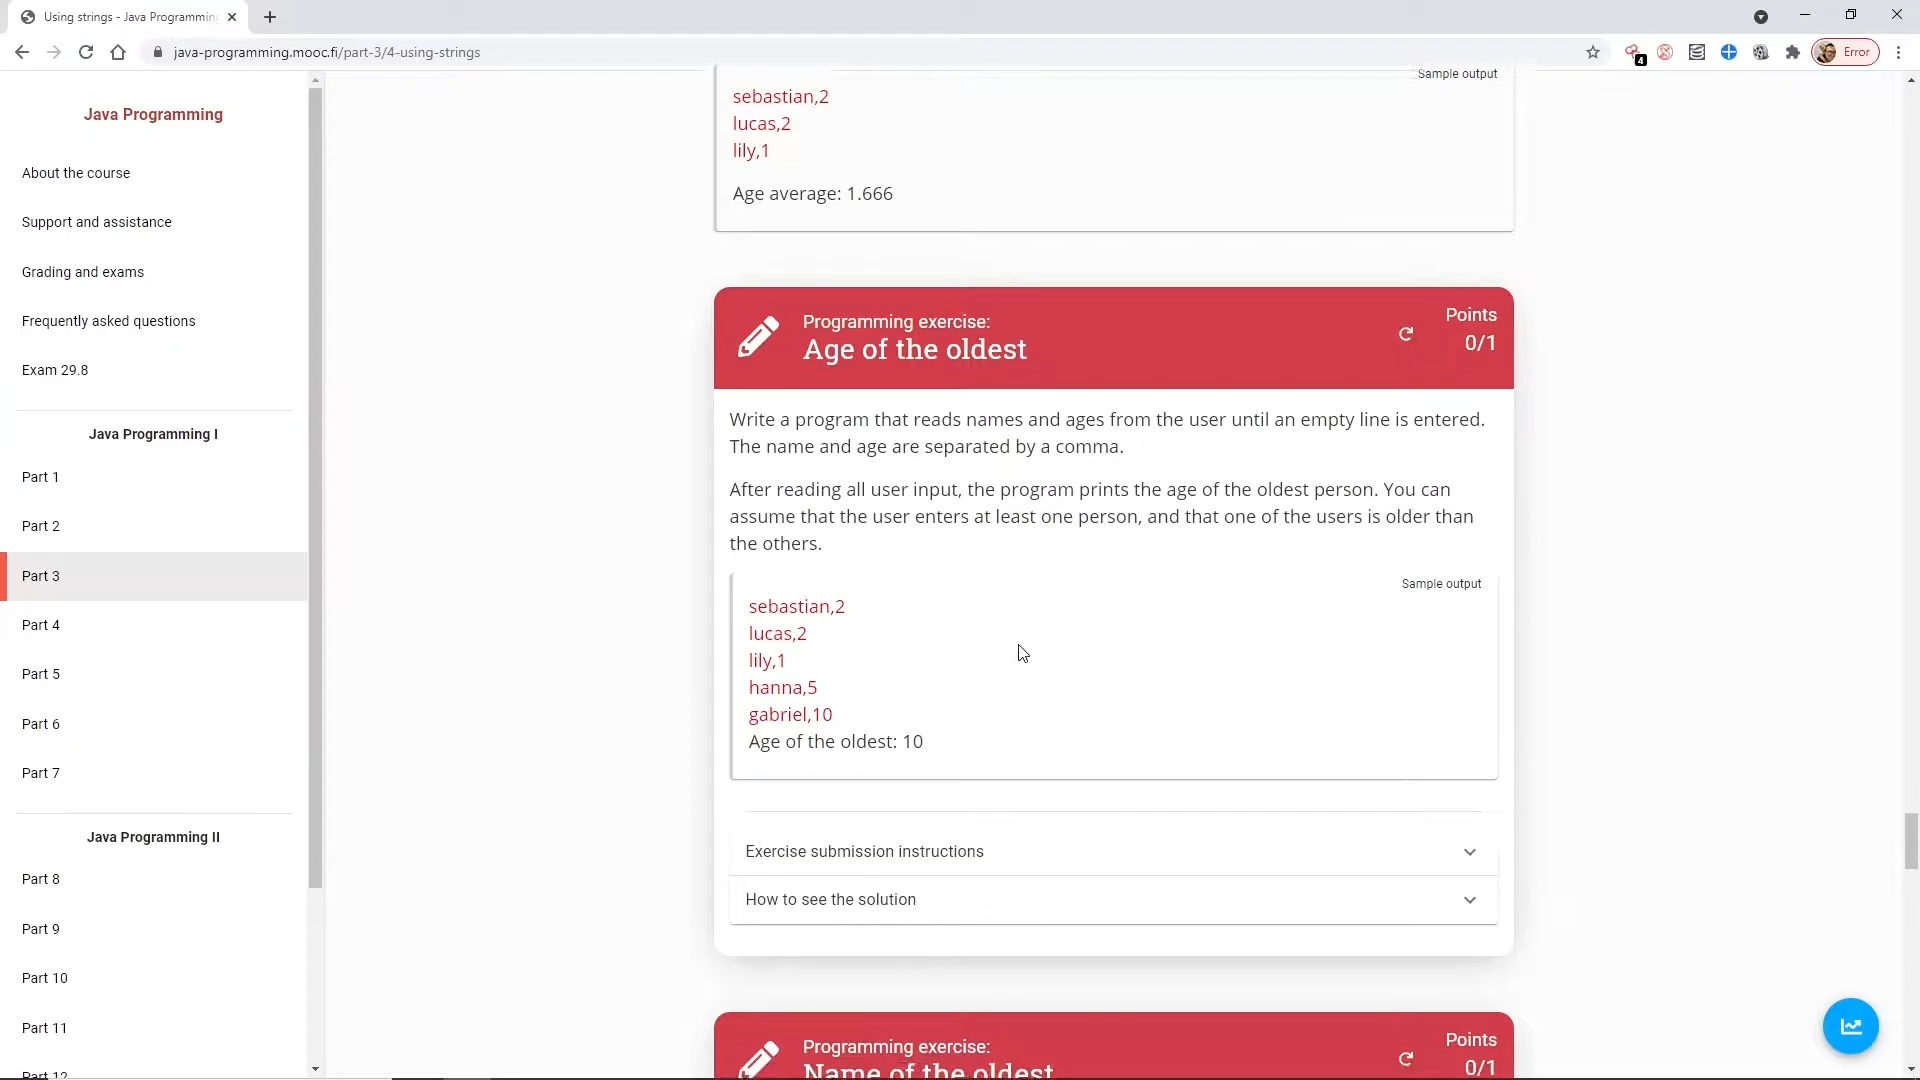 Using strings - Java Programmin
java-programming.mooc.fi/part-3/4-using-strings
4
Error
Java Programming
About the course
Support and assistance
Grading and exams
Frequently asked questions
Exam 29.8
Java Programming I
Part 1
Part 2
Part 3
Part 4
Part 5
Part 6
Part 7
Java Programming II
Part 8
Part 9
Part 10
Part 11
Part 12
Sample output
sebastian,2
lucas,2
lily,1
Age average: 1.666
Programming exercise:
Age of the oldest
Points
0/1
Write a program that reads names and ages from the user until an empty line is entered.
The name and age are separated by a comma.
After reading all user input, the program prints the age of the oldest person. You can
assume that the user enters at least one person, and that one of the users is older than
the others.
Sample output
sebastian,2
lucas,2
lily,1
hanna,5
gabriel,10
Age of the oldest: 10
Exercise submission instructions
How to see the solution
Programming exercise:
Name of the oldest
Points
0/1